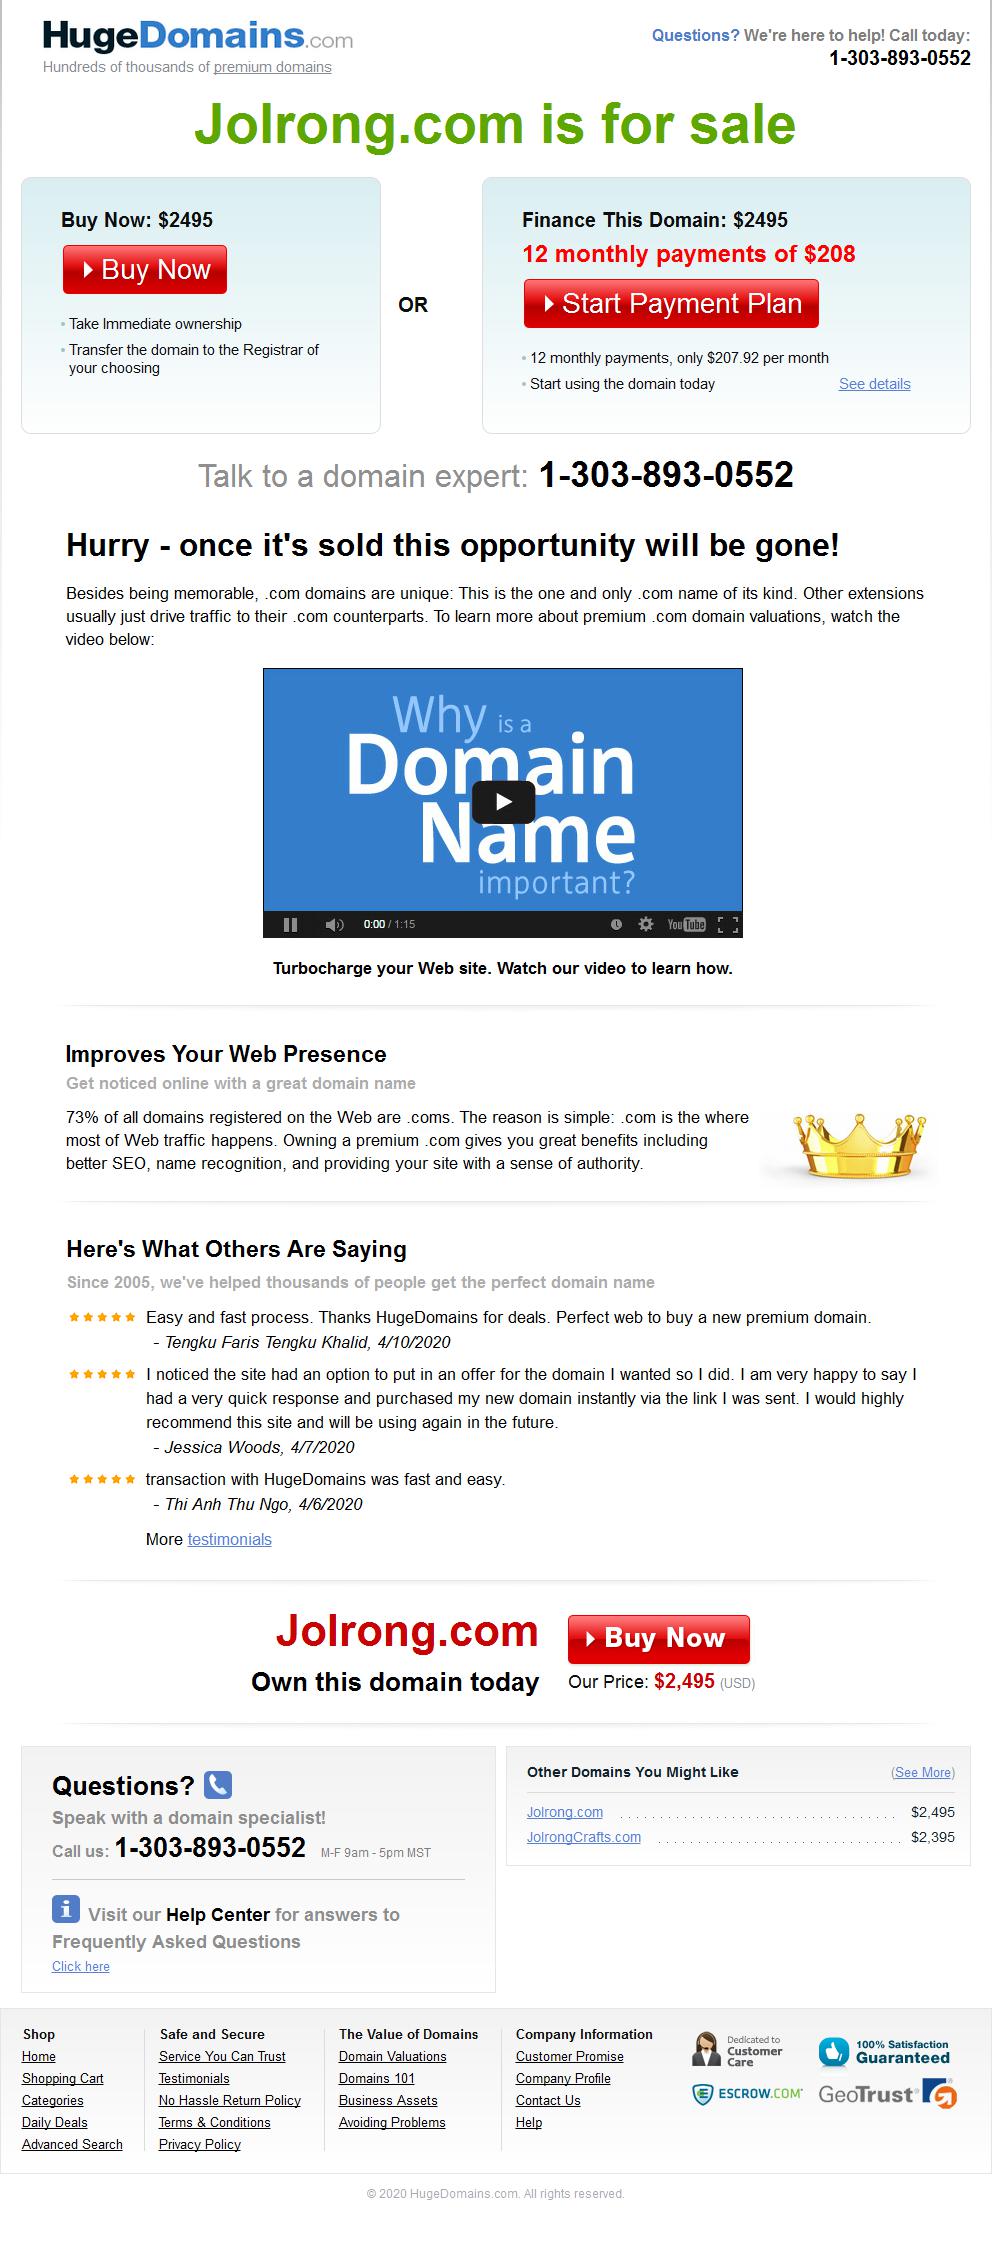 HugeDomains.com
Hundreds of thousands of premium domains
Questions? We're here to help! Call today:
1-303-893-0552
Jolrong.com is for sale
Buy Now: $2495
Buy Now
Take Immediate ownership
Transfer the domain to the Registrar of
your choosing
OR
Finance This Domain: $2495
12 monthly payments of $208
Start Payment Plan
12 monthly payments, only $207.92 per month
Start using the domain today
See details
Talk to a domain expert: 1-303-893-0552
Hurry - once it's sold this opportunity will be gone!
Besides being memorable, .com domains are unique: This is the one and only .com name of its kind. Other extensions
usually just drive traffic to their .com counterparts. To learn more about premium .com domain valuations, watch the
video below:
Why is a
Domain
Name
important?
0:00 / 1:15
YouTube
Turbocharge your Web site. Watch our video to learn how.
Improves Your Web Presence
Get noticed online with a great domain name
73% of all domains registered on the Web are .coms. The reason is simple: .com is the where
most of Web traffic happens. Owning a premium .com gives you great benefits including
better SEO, name recognition, and providing your site with a sense of authority.
Here's What Others Are Saying
Since 2005, we've helped thousands of people get the perfect domain name
Easy and fast process. Thanks HugeDomains for deals. Perfect web to buy a new premium domain.
- Tengku Faris Tengku Khalid, 4/10/2020
I noticed the site had an option to put in an offer for the domain I wanted so I did. I am very happy to say I
had a very quick response and purchased my new domain instantly via the link I was sent. I would highly
recommend this site and will be using again in the future.
- Jessica Woods, 4/7/2020
transaction with HugeDomains was fast and easy.
- Thi Anh Thu Ngo, 4/6/2020
More testimonials
Jolrong.com
Own this domain today
Buy Now
Our Price: $2,495 (USD)
Questions?
Speak with a domain specialist!
Call us: 1-303-893-0552 M-F 9am - 5pm MST
Visit our Help Center for answers to
Frequently Asked Questions
Click here
Other Domains You Might Like
(See More)
Jolrong.com . . . . . . . . . . . . . . . . . . . . . . . . . . . . . . . . . . . $2,495
JolrongCrafts.com . . . . . . . . . . . . . . . . . . . . . . . . . . . . . . . $2,395
Shop
Home
Shopping Cart
Categories
Daily Deals
Advanced Search
Safe and Secure
Service You Can Trust
Testimonials
No Hassle Return Policy
Terms & Conditions
Privacy Policy
The Value of Domains
Domain Valuations
Domains 101
Business Assets
Avoiding Problems
Company Information
Customer Promise
Company Profile
Contact Us
Help
Dedicated to
Customer
Care
100% Satisfaction
Guaranteed
ESCROW.COM
GeoTrust
© 2020 HugeDomains.com. All rights reserved.